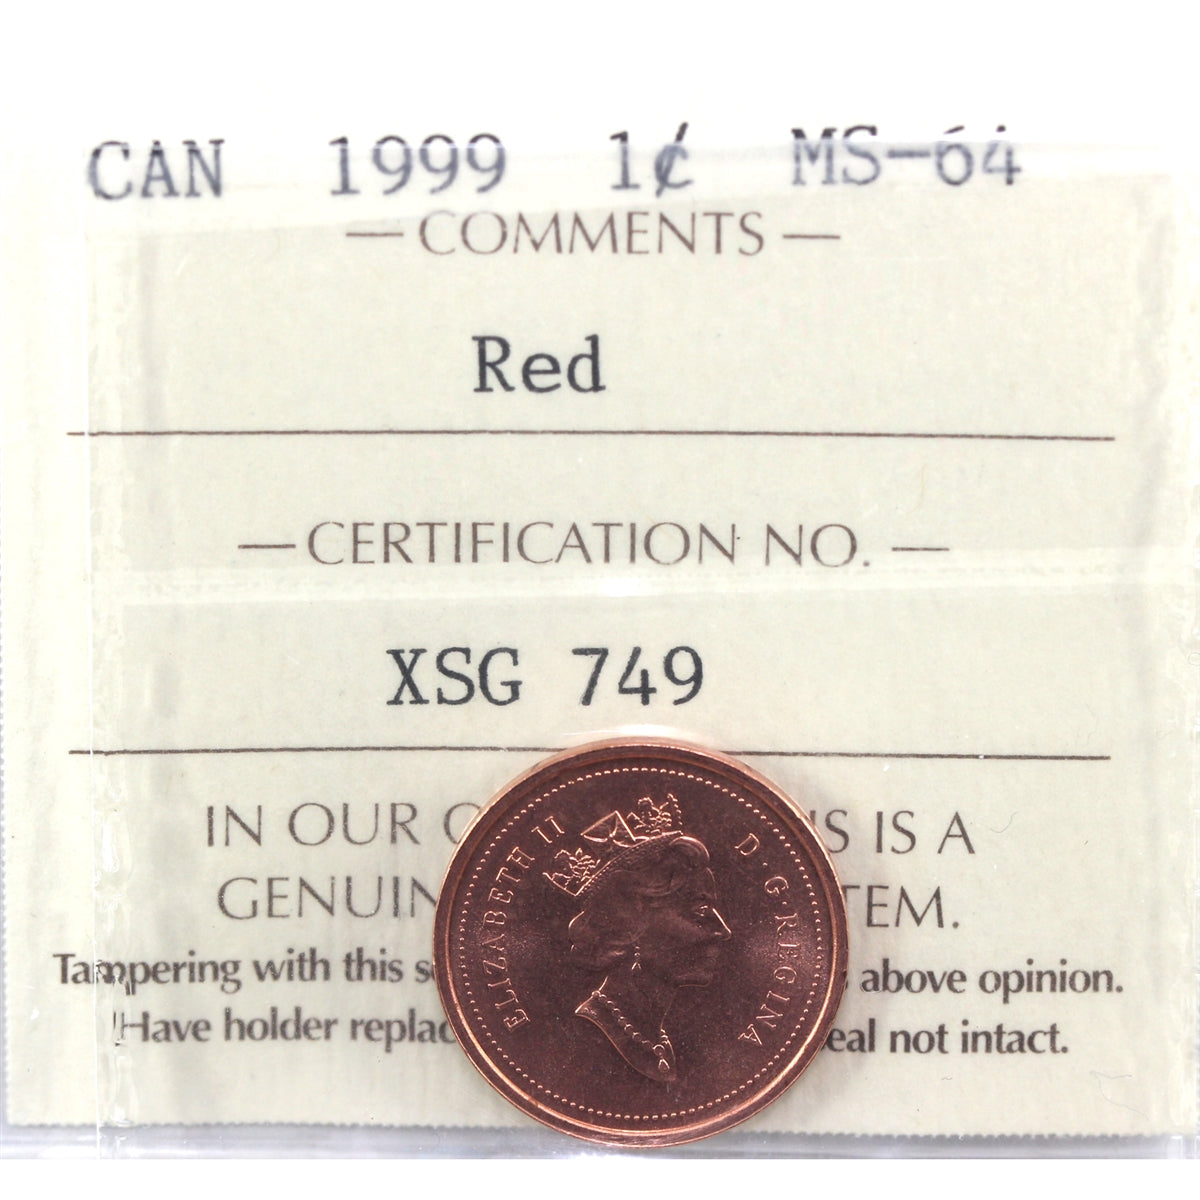 CAN 1999 1¢ MS-64
— COMMENTS —
Red
— CERTIFICATION NO. —
XSG 749
IN OUR IS A
GENUIN TEM.
Tampering with this above opinion.
Have holder replac eal not intact.
ELIZABETH II D·G·REGINA